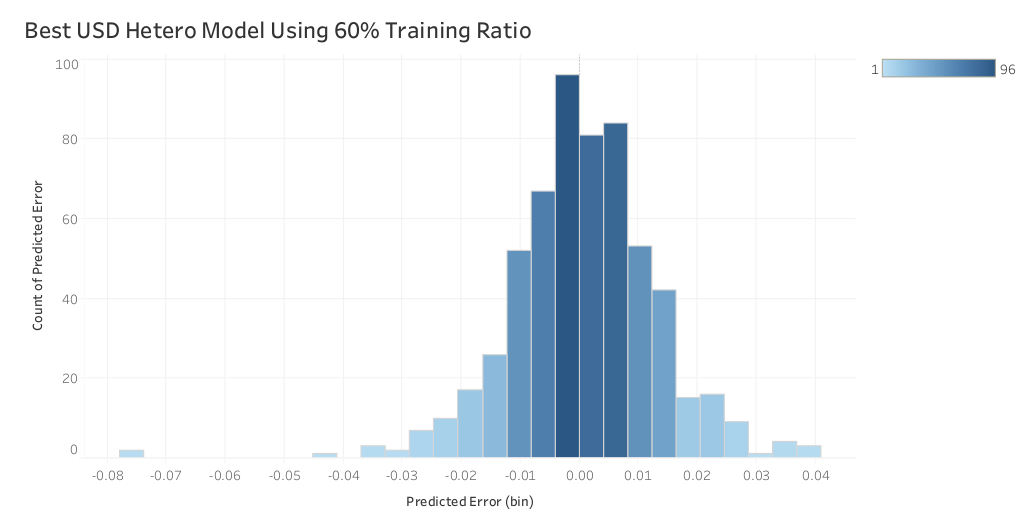 Best USD Hetero Model Using 60% Training Ratio
1 96
100
80
60
40
20
0
Count of Predicted Error
-0.08 -0.07 -0.06 -0.05 -0.04 -0.03 -0.02 -0.01 0.00 0.01 0.02 0.03 0.04
Predicted Error (bin)